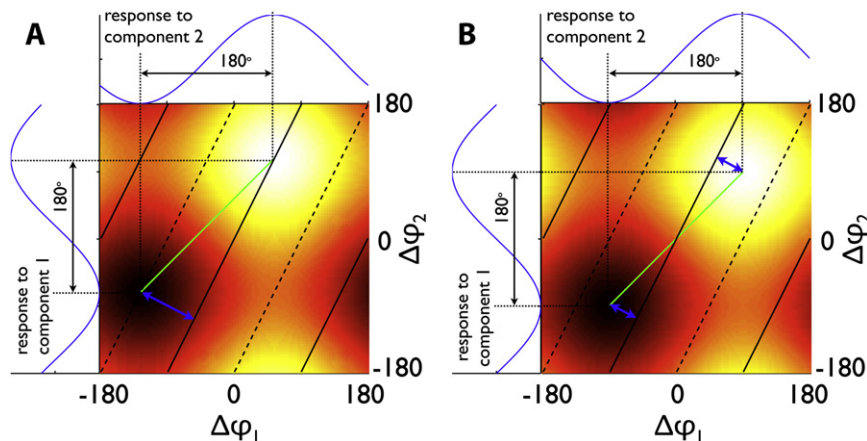 A
response to
component 2
180°
180°
response to
component 1
180
0
-180
Δφ2
-180
0
180
Δφ1
B
response to
component 2
180°
180°
response to
component 1
180
0
-180
Δφ2
-180
0
180
Δφ1